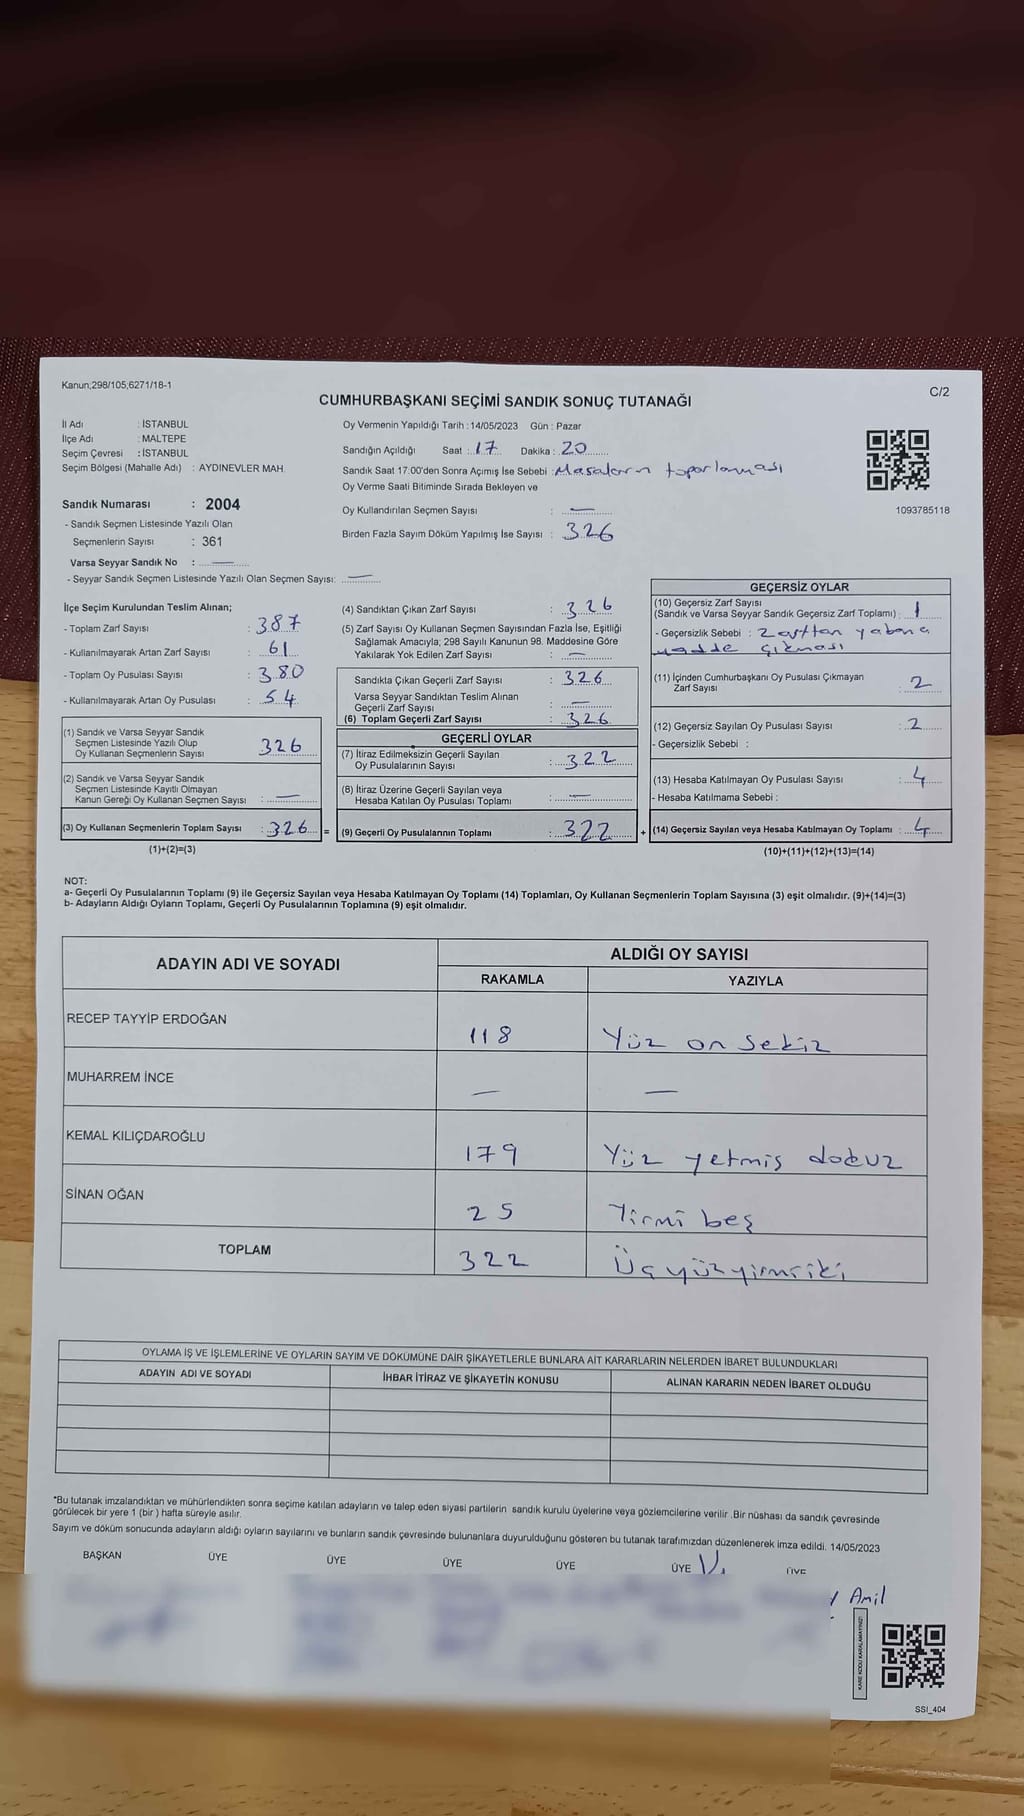 Kanun;298/105;6271/18-1
C/2
CUMHURBAŞKANI SEÇİMİ SANDIK SONUÇ TUTANAĞI
İl Adı : İSTANBUL
İlçe Adı : MALTEPE
Seçim Çevresi : İSTANBUL
Seçim Bölgesi (Mahalle Adı) : AYDINEVLER MAH
Oy Vermenin Yapıldığı Tarih : 14/05/2023 Gün : Pazar
Sandığın Açıldığı Saat : 17 Dakika : 20
Sandık Saat 17.00'den Sonra Açımış İse Sebebi : Masaların toparlanması
Oy Verme Saati Bitiminde Sırada Bekleyen ve
Oy Kullandırılan Seçmen Sayısı : —
Birden Fazla Sayım Döküm Yapılmış İse Sayısı : 326
1093785118
Sandık Numarası : 2004
- Sandık Seçmen Listesinde Yazılı Olan
Seçmenlerin Sayısı : 361
Varsa Seyyar Sandık No : —
- Seyyar Sandık Seçmen Listesinde Yazılı Olan Seçmen Sayısı: —
İlçe Seçim Kurulundan Teslim Alınan;
- Toplam Zarf Sayısı : 387
- Kullanılmayarak Artan Zarf Sayısı : 61
- Toplam Oy Pusulası Sayısı : 380
- Kullanılmayarak Artan Oy Pusulası : 54
(1) Sandık ve Varsa Seyyar Sandık
Seçmen Listesinde Yazılı Olup
Oy Kullanan Seçmenlerin Sayısı 326
(2) Sandık ve Varsa Seyyar Sandık
Seçmen Listesinde Kayıtlı Olmayan
Kanun Gereği Oy Kullanan Seçmen Sayısı : —
(3) Oy Kullanan Seçmenlerin Toplam Sayısı : 326 =
(1)+(2)=(3)
(4) Sandıktan Çıkan Zarf Sayısı : 326
(5) Zarf Sayısı Oy Kullanan Seçmen Sayısından Fazla İse, Eşitliği
Sağlamak Amacıyla, 298 Sayılı Kanunun 98. Maddesine Göre
Yakılarak Yok Edilen Zarf Sayısı : —
Sandıkta Çıkan Geçerli Zarf Sayısı : 326
Varsa Seyyar Sandıktan Teslim Alınan
Geçerli Zarf Sayısı : —
(6) Toplam Geçerli Zarf Sayısı : 326
GEÇERLİ OYLAR
(7) İtiraz Edilmeksizin Geçerli Sayılan
Oy Pusulalarının Sayısı : 322
(8) İtiraz Üzerine Geçerli Sayılan veya
Hesaba Katılan Oy Pusulası Toplamı : —
(9) Geçerli Oy Pusulalarının Toplamı : 322 +
GEÇERSİZ OYLAR
(10) Geçersiz Zarf Sayısı
(Sandık ve Varsa Seyyar Sandık Geçersiz Zarf Toplamı) : 1
- Geçersizlik Sebebi : Zarftan yabancı
madde çıkması
(11) İçinden Cumhurbaşkanı Oy Pusulası Çıkmayan
Zarf Sayısı : 2
(12) Geçersiz Sayılan Oy Pusulası Sayısı : 2
- Geçersizlik Sebebi :
(13) Hesaba Katılmayan Oy Pusulası Sayısı : 4
- Hesaba Katılmama Sebebi :
(14) Geçersiz Sayılan veya Hesaba Katılmayan Oy Toplamı : 4
(10)+(11)+(12)+(13)=(14)
NOT:
a- Geçerli Oy Pusulalarının Toplamı (9) ile Geçersiz Sayılan veya Hesaba Katılmayan Oy Toplamı (14) Toplamları, Oy Kullanan Seçmenlerin Toplam Sayısına (3) eşit olmalıdır. (9)+(14)=(3)
b- Adayların Aldığı Oyların Toplamı, Geçerli Oy Pusulalarının Toplamına (9) eşit olmalıdır.
ADAYIN ADI VE SOYADI ALDIĞI OY SAYISI
RAKAMLA YAZIYLA
RECEP TAYYİP ERDOĞAN 118 Yüz on sekiz
MUHARREM İNCE — —
KEMAL KILIÇDAROĞLU 179 Yüz yetmiş dokuz
SİNAN OĞAN 25 Yirmi beş
TOPLAM 322 Üçyüzyirmiiki
OYLAMA İŞ VE İŞLEMLERİNE VE OYLARIN SAYIM VE DÖKÜMÜNE DAİR ŞİKAYETLERLE BUNLARA AİT KARARLARIN NELERDEN İBARET BULUNDUKLARI
ADAYIN ADI VE SOYADI İHBAR İTİRAZ VE ŞİKAYETİN KONUSU ALINAN KARARIN NEDEN İBARET OLDUĞU
*Bu tutanak imzalandıktan ve mühürlendikten sonra seçime katılan adayların ve talep eden siyasi partilerin sandık kurulu üyelerine veya gözlemcilerine verilir .Bir nüshası da sandık çevresinde
görülecek bir yere 1 (bir ) hafta süreyle asılır.
Sayım ve döküm sonucunda adayların aldığı oyların sayılarını ve bunların sandık çevresinde bulunanlara duyurulduğunu gösteren bu tutanak tarafımızdan düzenlenerek imza edildi. 14/05/2023
BAŞKAN ÜYE ÜYE ÜYE ÜYE ÜYE ÜYE
Anıl
KARE KODU KARALAMAYINIZ!
SSI_404